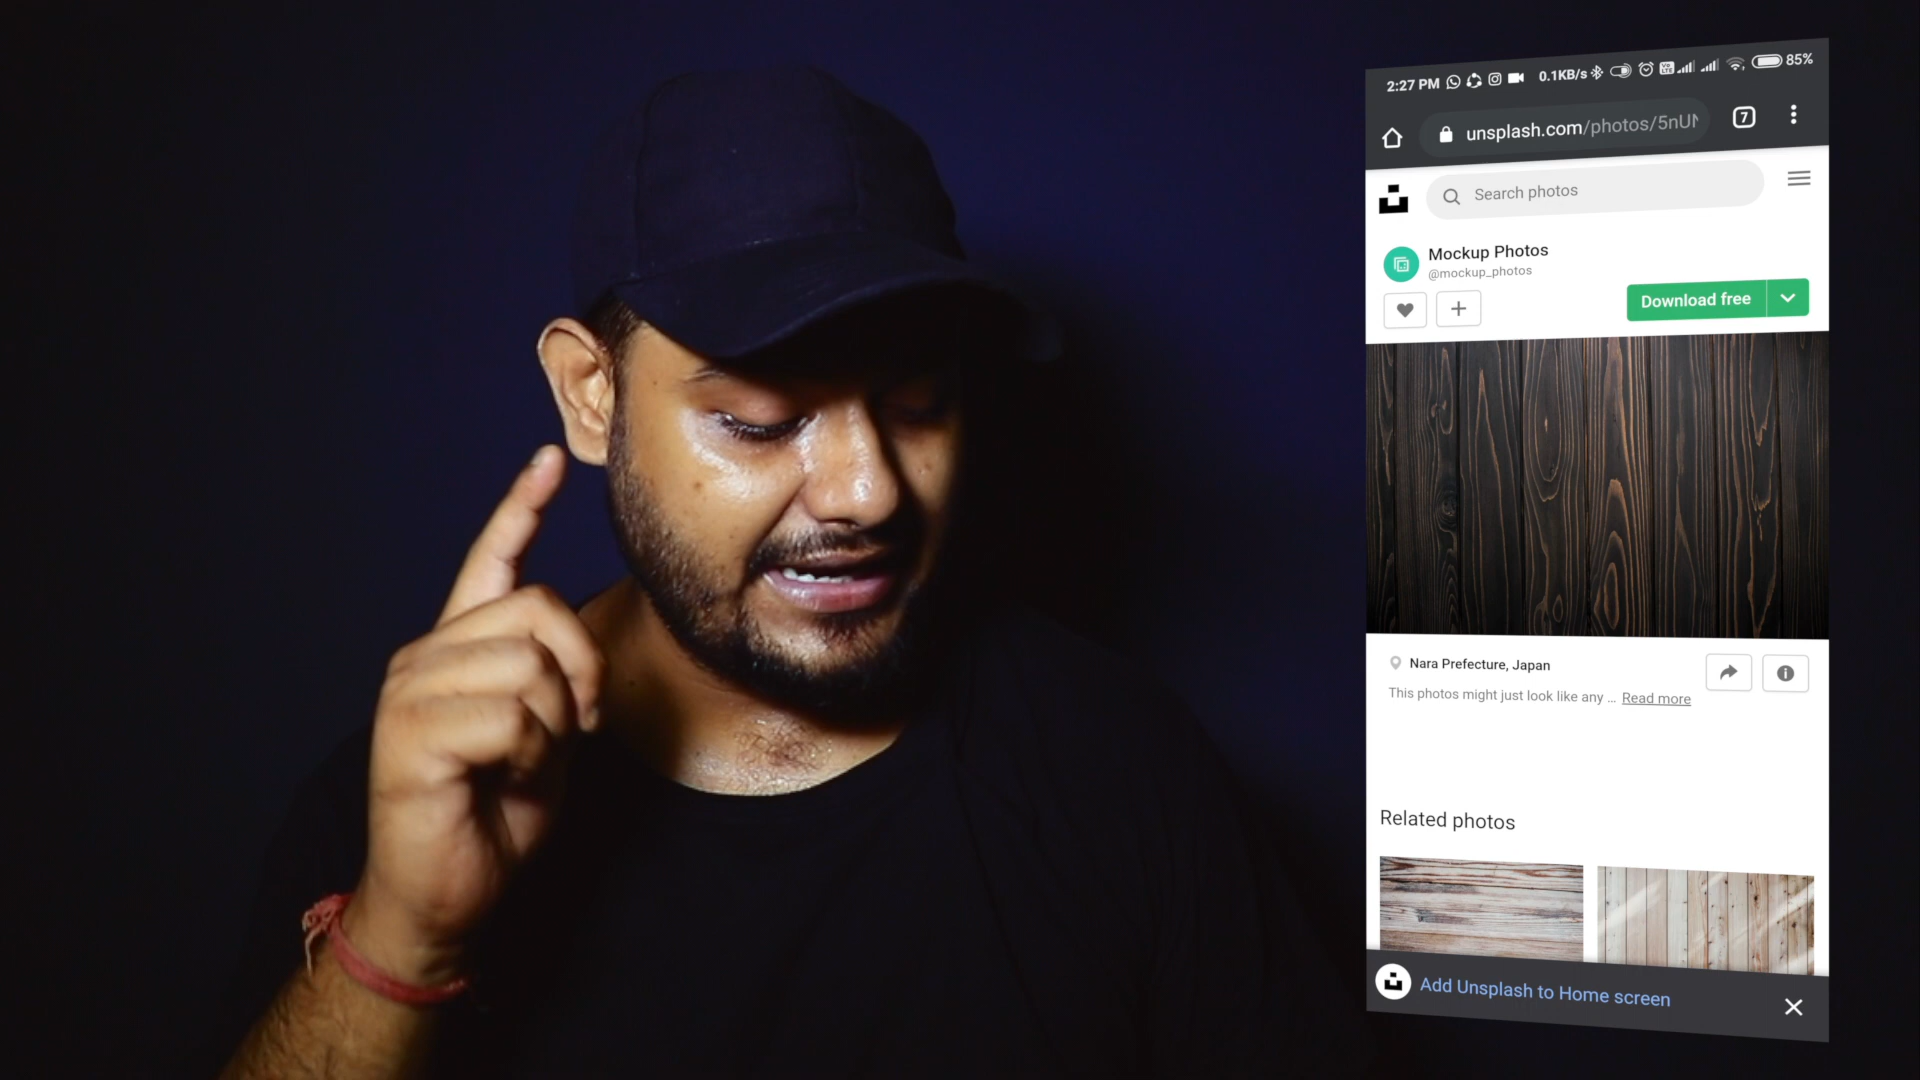 2:27 PM 0.1KB/s 85%
unsplash.com/photos/5nU
7
Search photos
Mockup Photos
@mockup_photos
Download free
Nara Prefecture, Japan
This photos might just look like any ... Read more
Related photos
Add Unsplash to Home screen